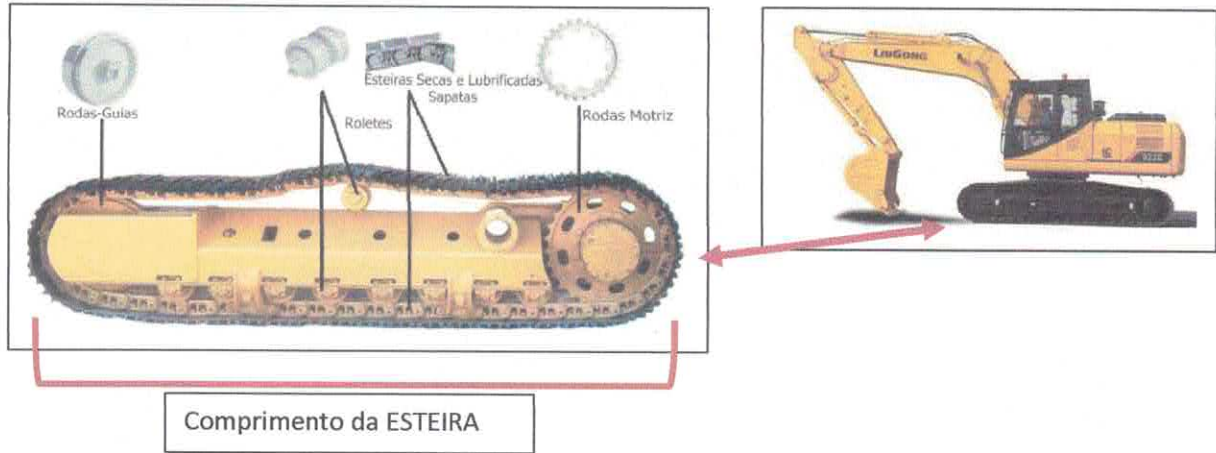 Rodas-Guias
Roletes
Esteiras Secas e Lubrificadas
Sapatas
Rodas Motriz
LIUGONG
Comprimento da ESTEIRA